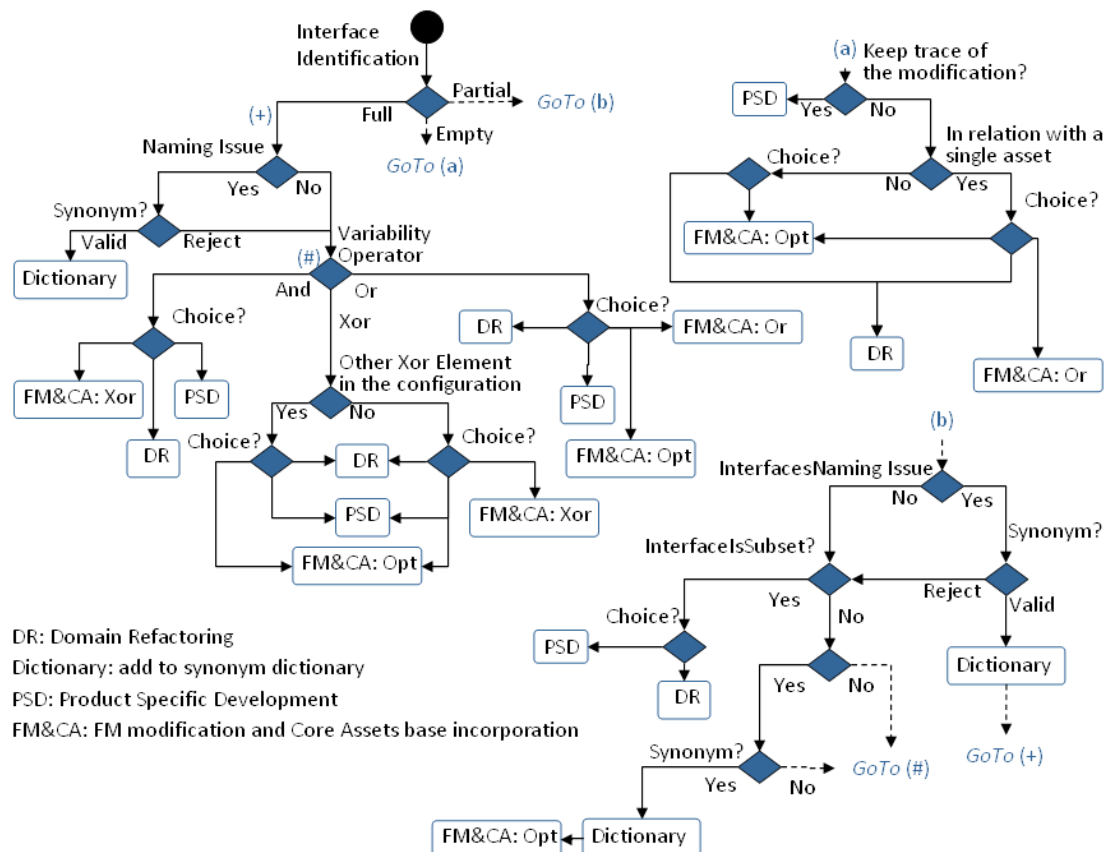 Interface
Identification
Partial
GoTo (b)
Full
(+)
Empty
GoTo (a)
Naming Issue
Yes
No
Synonym?
Valid
Reject
Dictionary
Variability
Operator
(#)
And
Or
Xor
Choice?
FM&CA: Xor
PSD
DR
Other Xor Element
in the configuration
Yes
No
Choice?
Choice?
DR
PSD
FM&CA: Xor
FM&CA: Opt
Choice?
DR
FM&CA: Or
PSD
FM&CA: Opt
(a)
Keep trace of
the modification?
PSD
Yes
No
In relation with a
single asset
Choice?
No
Yes
Choice?
FM&CA: Opt
DR
FM&CA: Or
(b)
InterfacesNaming Issue
No
Yes
Synonym?
InterfaceIsSubset?
Reject
Valid
Yes
No
Choice?
PSD
DR
Dictionary
Yes
No
GoTo (#)
GoTo (+)
Synonym?
Yes
No
FM&CA: Opt
Dictionary
DR: Domain Refactoring
Dictionary: add to synonym dictionary
PSD: Product Specific Development
FM&CA: FM modification and Core Assets base incorporation